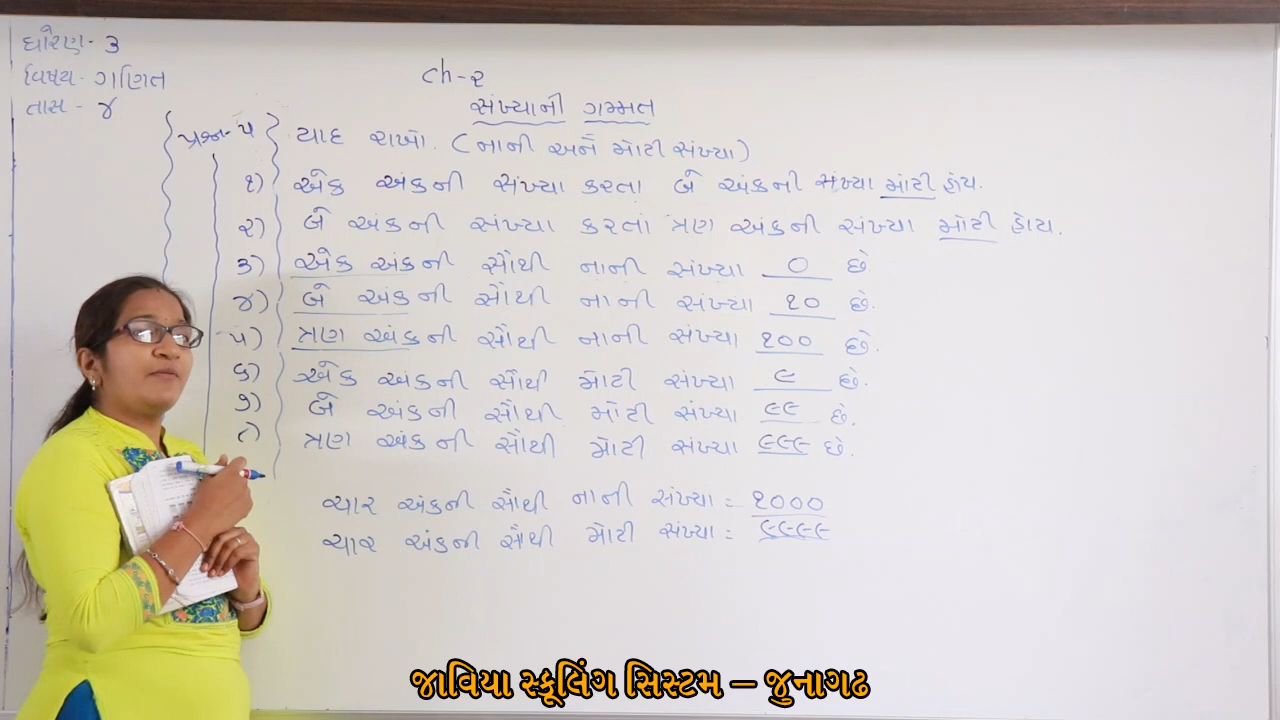 ધોરણ - ૩
વિષય - ગણિત
તાસ - ૪
ch - ૨
સંખ્યાની ગમ્મત
પ્રશ્ન - ૫ યાદ રાખો. (નાની અને મોટી સંખ્યા)
૧) એક અંકની સંખ્યા કરતા બે અંકની સંખ્યા મોટી હોય.
૨) બે અંકની સંખ્યા કરતાં ત્રણ અંકની સંખ્યા મોટી હોય.
૩) એક અંકની સૌથી નાની સંખ્યા ૦ છે
૪) બે અંકની સૌથી નાની સંખ્યા ૧૦ છે.
૫) ત્રણ અંકની સૌથી નાની સંખ્યા ૧૦૦ છે.
૬) એક અંકની સૌથી મોટી સંખ્યા ૯ છે.
૭) બે અંકની સૌથી મોટી સંખ્યા ૯૯ છે.
૮) ત્રણ અંકની સૌથી મોટી સંખ્યા ૯૯૯ છે.
ચાર અંકની સૌથી નાની સંખ્યા = ૧૦૦૦
ચાર અંકની સૌથી મોટી સંખ્યા = ૯૯૯૯
જાવિયા સ્કૂલિંગ સિસ્ટમ – જુનાગઢ